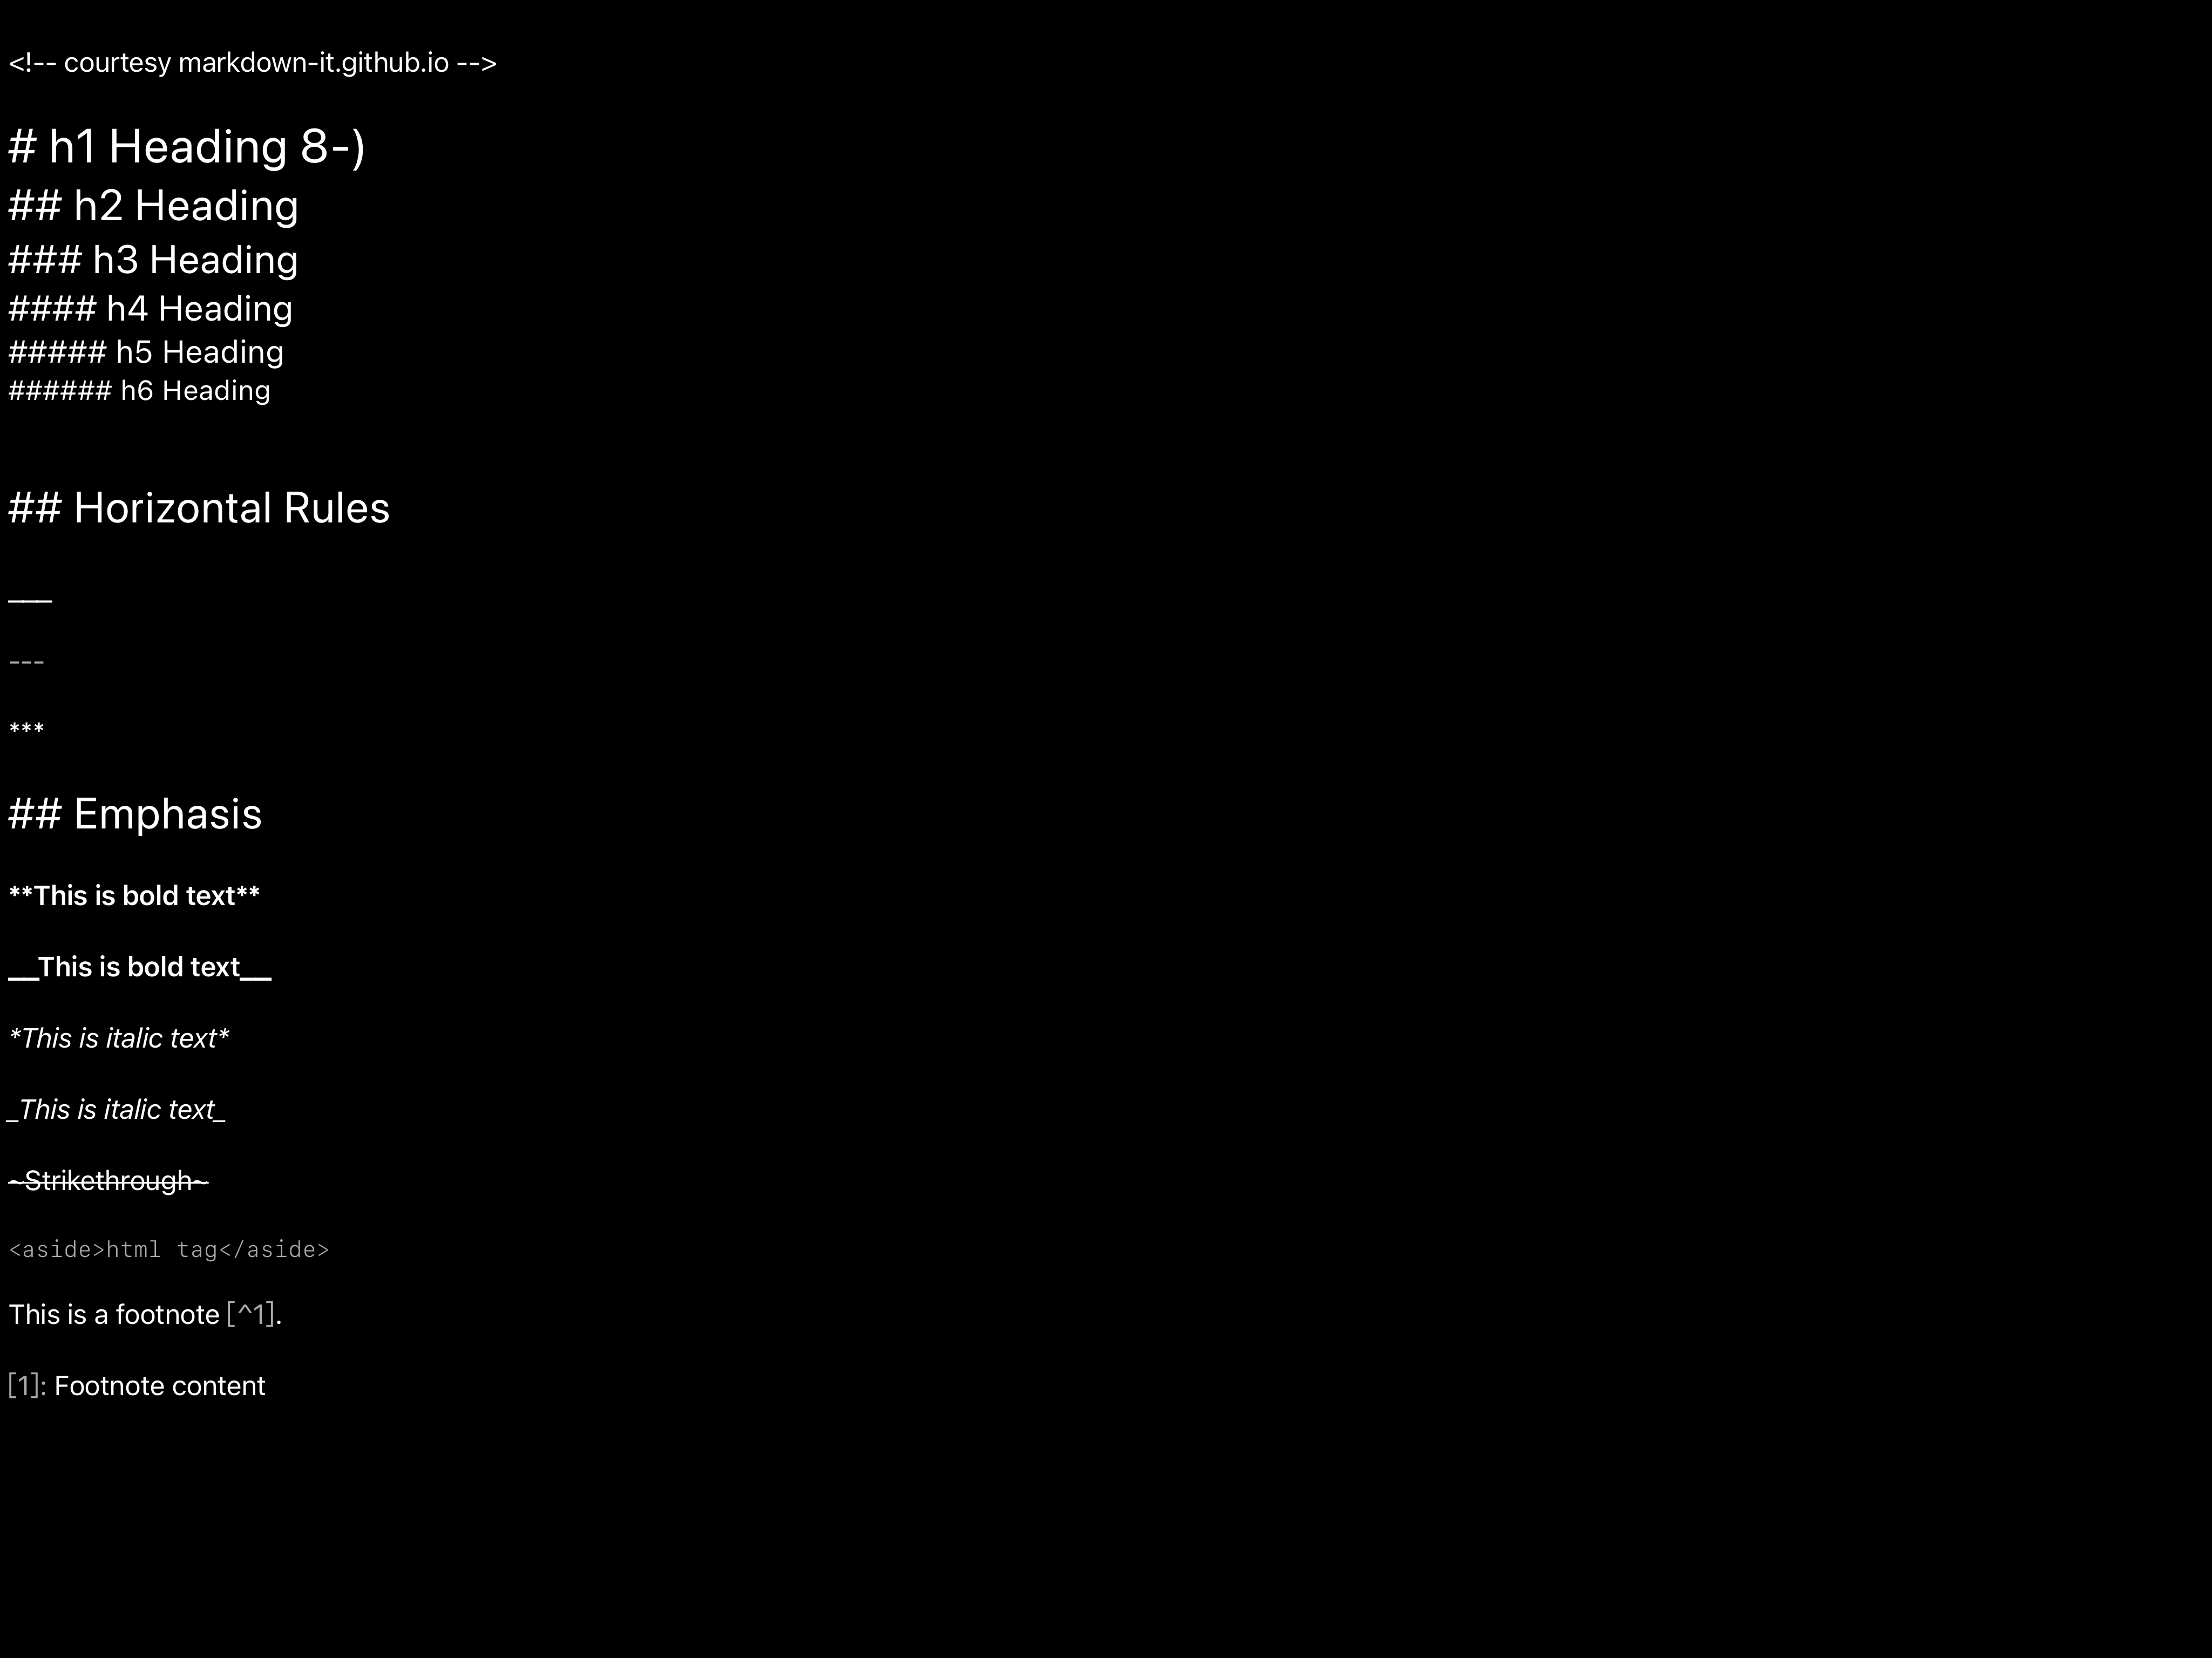 <!-- courtesy markdown-it.github.io -->
# h1 Heading 8-)
## h2 Heading
### h3 Heading
#### h4 Heading
##### h5 Heading
###### h6 Heading
## Horizontal Rules
___
---
***
## Emphasis
**This is bold text**
__This is bold text__
*This is italic text*
_This is italic text_
~Strikethrough~
<aside>html tag</aside>
This is a footnote [^1].
[1]: Footnote content